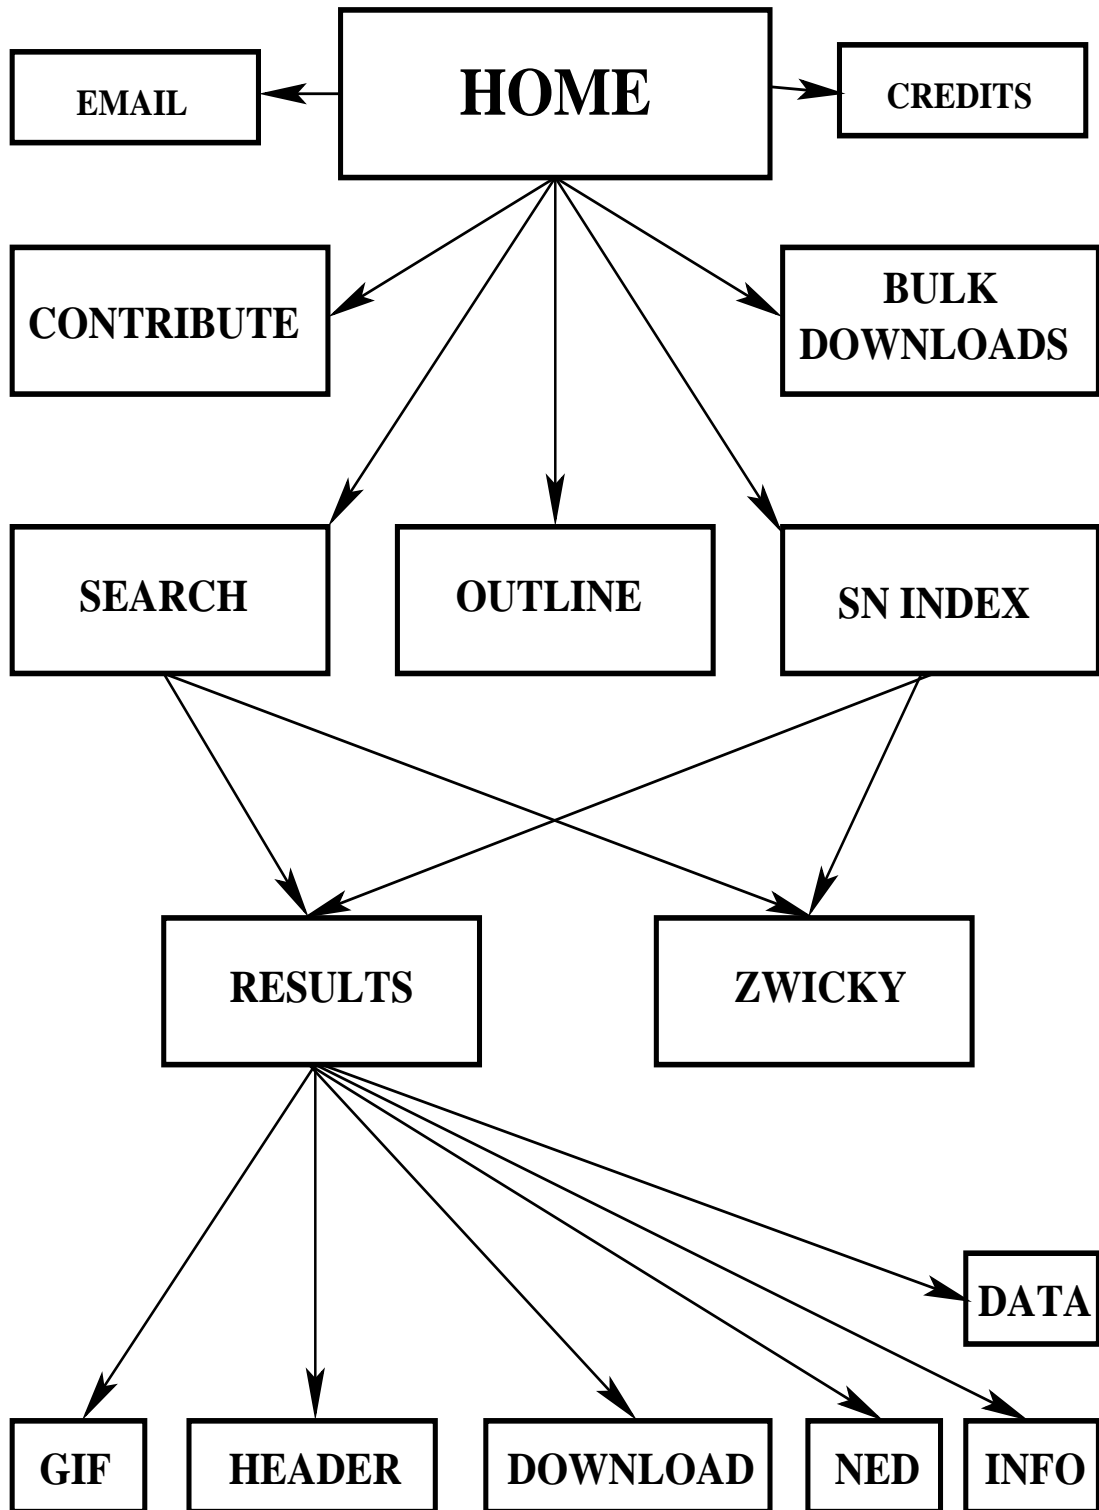 EMAIL
HOME
CREDITS
CONTRIBUTE
BULK
DOWNLOADS
SEARCH
OUTLINE
SN INDEX
RESULTS
ZWICKY
DATA
GIF
HEADER
DOWNLOAD
NED
INFO